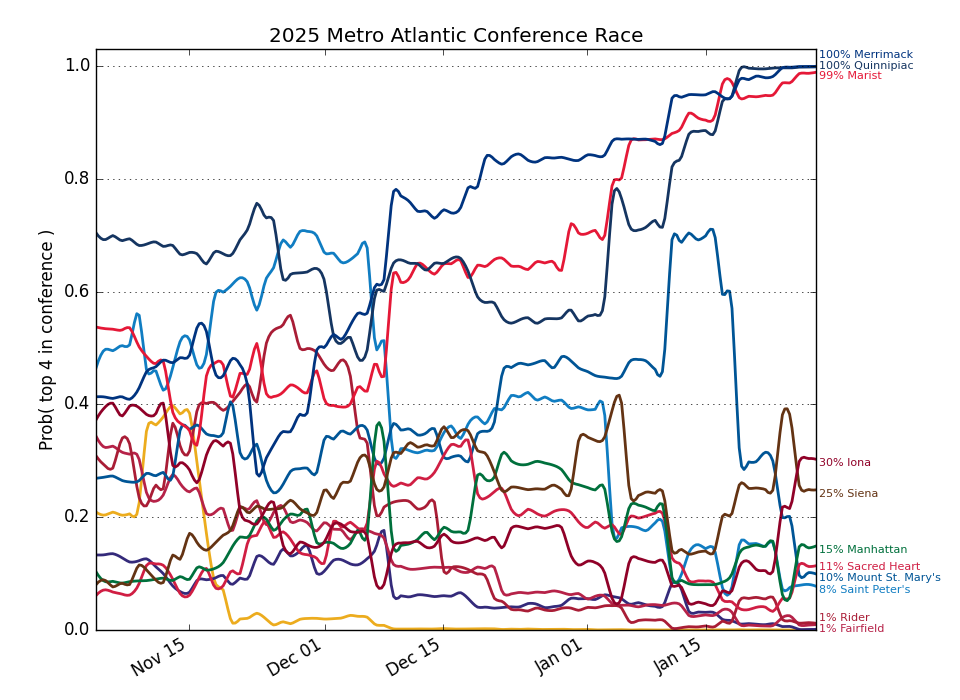 2025 Metro Atlantic Conference Race
Prob( top 4 in conference )
1.0
0.8
0.6
0.4
0.2
0.0
Nov 15
Dec 01
Dec 15
Jan 01
Jan 15
100% Merrimack
100% Quinnipiac
99% Marist
30% Iona
25% Siena
15% Manhattan
11% Sacred Heart
10% Mount St. Mary's
8% Saint Peter's
1% Rider
1% Fairfield